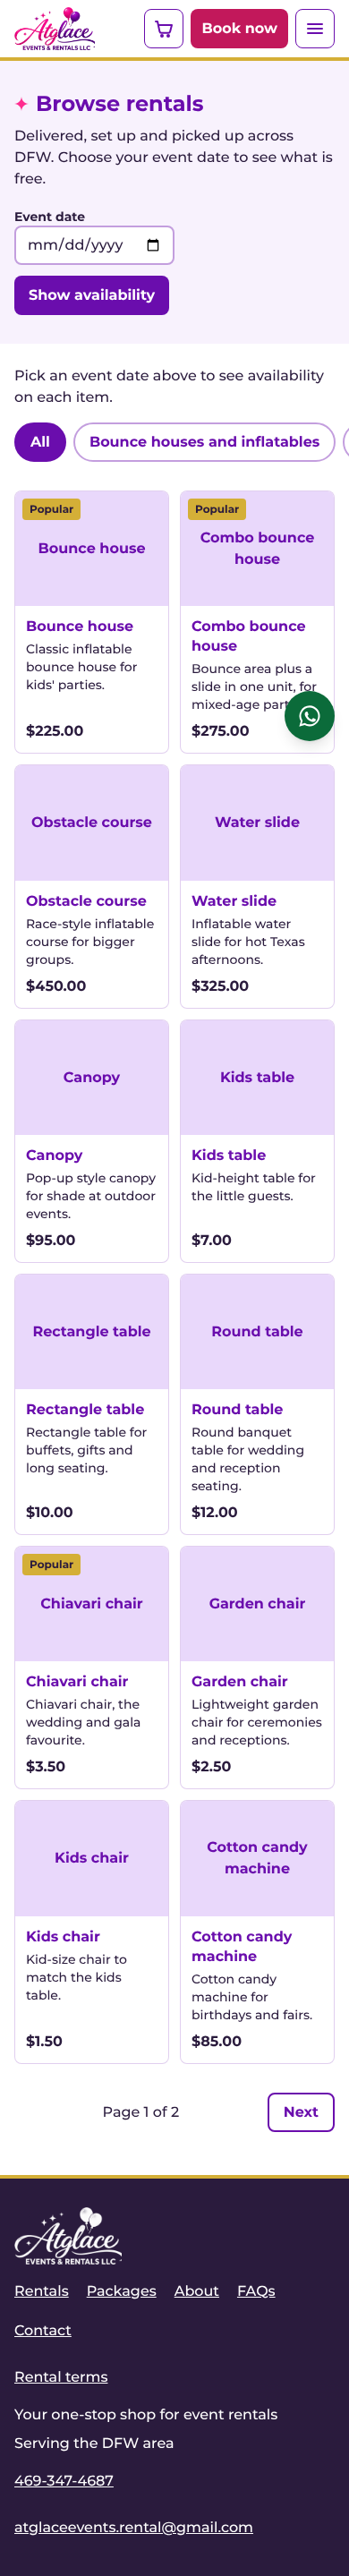 Atglace
EVENTS & RENTALS LLC
Book now
Browse rentals
Delivered, set up and picked up across
DFW. Choose your event date to see what is
free.
Event date
mm/dd/yyyy
Show availability
Pick an event date above to see availability
on each item.
All
Bounce houses and inflatables
Popular
Bounce house
Bounce house
Classic inflatable
bounce house for
kids' parties.
$225.00
Popular
Combo bounce
house
Combo bounce
house
Bounce area plus a
slide in one unit, for
mixed-age
$275.00
Obstacle course
Obstacle course
Race-style inflatable
course for bigger
groups.
$450.00
Water slide
Water slide
Inflatable water
slide for hot Texas
afternoons.
$325.00
Canopy
Canopy
Pop-up style canopy
for shade at outdoor
events.
$95.00
Kids table
Kids table
Kid-height table for
the little guests.
$7.00
Rectangle table
Rectangle table
Rectangle table for
buffets, gifts and
long seating.
$10.00
Round table
Round table
Round banquet
table for wedding
and reception
seating.
$12.00
Popular
Chiavari chair
Chiavari chair
Chiavari chair, the
wedding and gala
favourite.
$3.50
Garden chair
Garden chair
Lightweight garden
chair for ceremonies
and receptions.
$2.50
Kids chair
Kids chair
Kid-size chair to
match the kids
table.
$1.50
Cotton candy
machine
Cotton candy
machine
Cotton candy
machine for
birthdays and fairs.
$85.00
Page 1 of 2
Next
Atglace
EVENTS & RENTALS LLC
Rentals Packages About FAQs
Contact
Rental terms
Your one-stop shop for event rentals
Serving the DFW area
469-347-4687
atglaceevents.rental@gmail.com